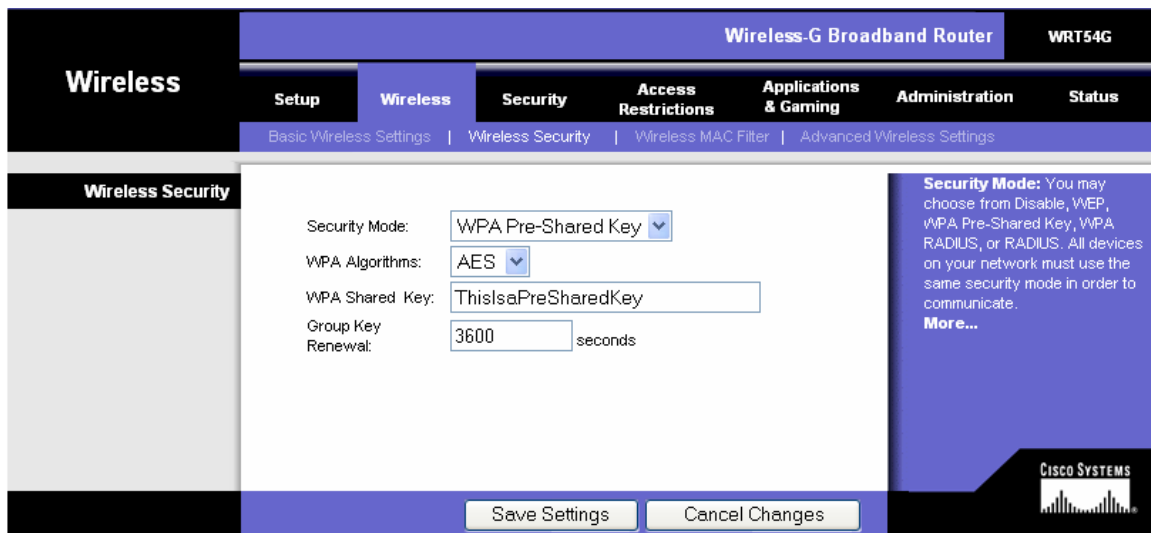 Wireless-G Broadband Router WRT54G
Wireless
Setup Wireless Security Access Restrictions Applications & Gaming Administration Status
Basic Wireless Settings | Wireless Security | Wireless MAC Filter | Advanced Wireless Settings
Wireless Security
Security Mode: WPA Pre-Shared Key
WPA Algorithms: AES
WPA Shared Key: ThisIsaPreSharedKey
Group Key
Renewal: 3600 seconds
Security Mode: You may
choose from Disable, WEP,
WPA Pre-Shared Key, WPA
RADIUS, or RADIUS. All devices
on your network must use the
same security mode in order to
communicate.
More...
CISCO SYSTEMS
Save Settings Cancel Changes